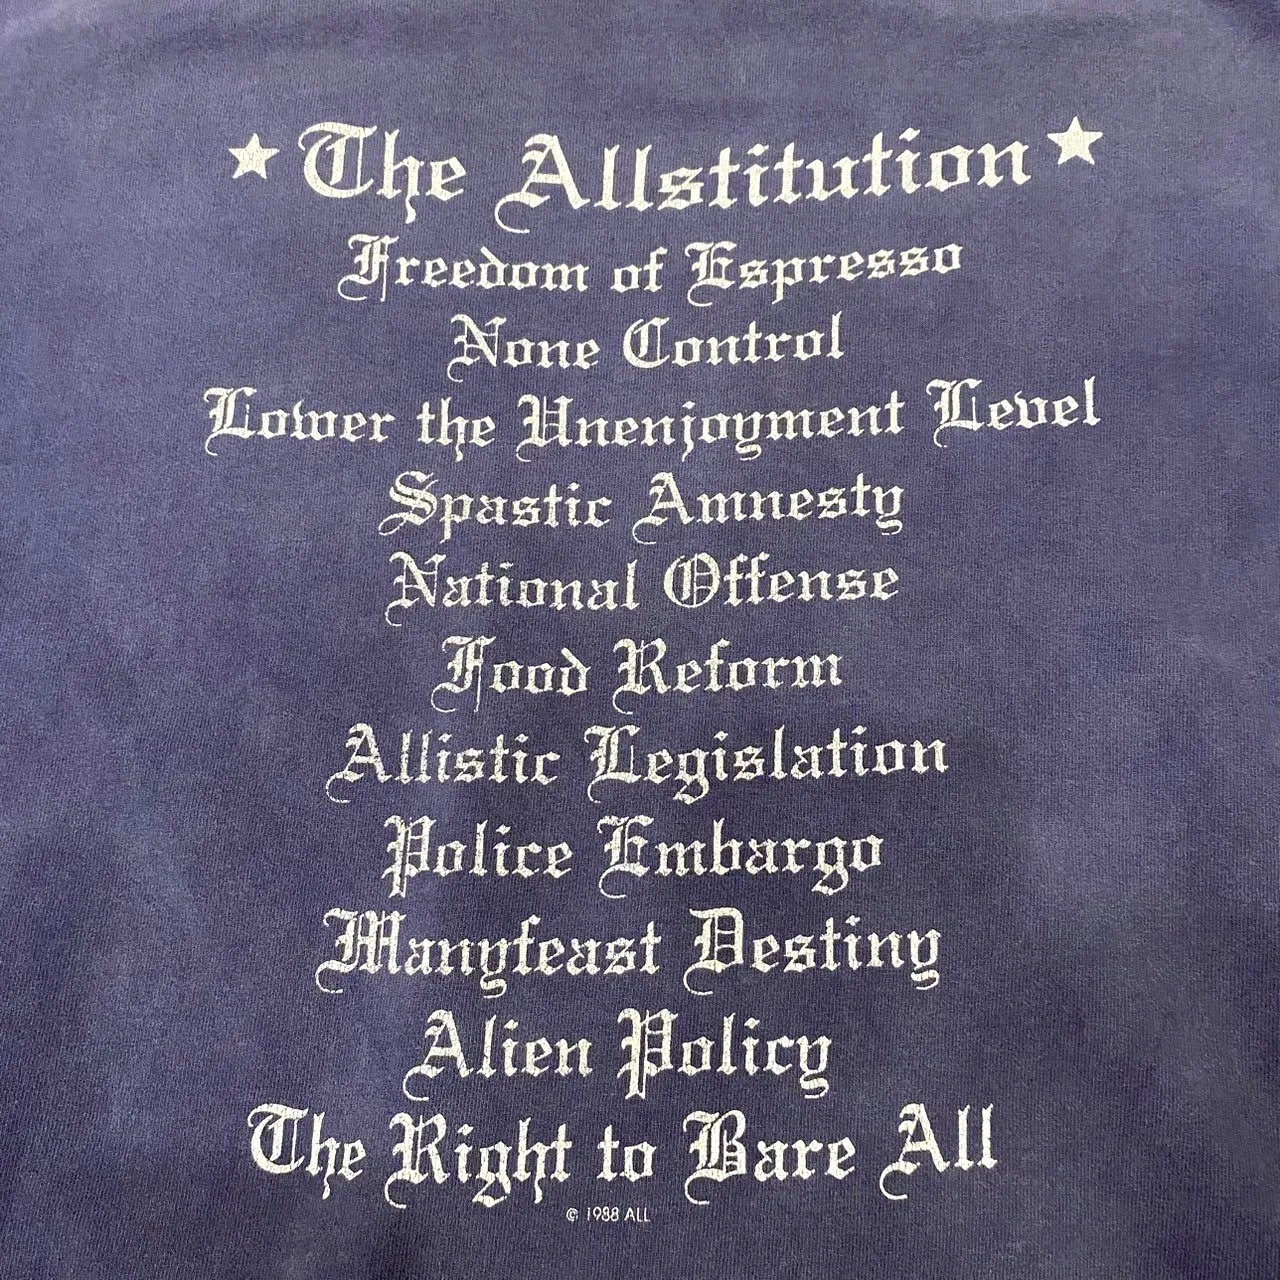 ★ The Allstitution ★
Freedom of Espresso
None Control
Lower the Unenjoyment Level
Spastic Amnesty
National Offense
Food Reform
Allistic Legislation
Police Embargo
Manyfeast Destiny
Alien Policy
The Right to Bare All
© 1988 ALL